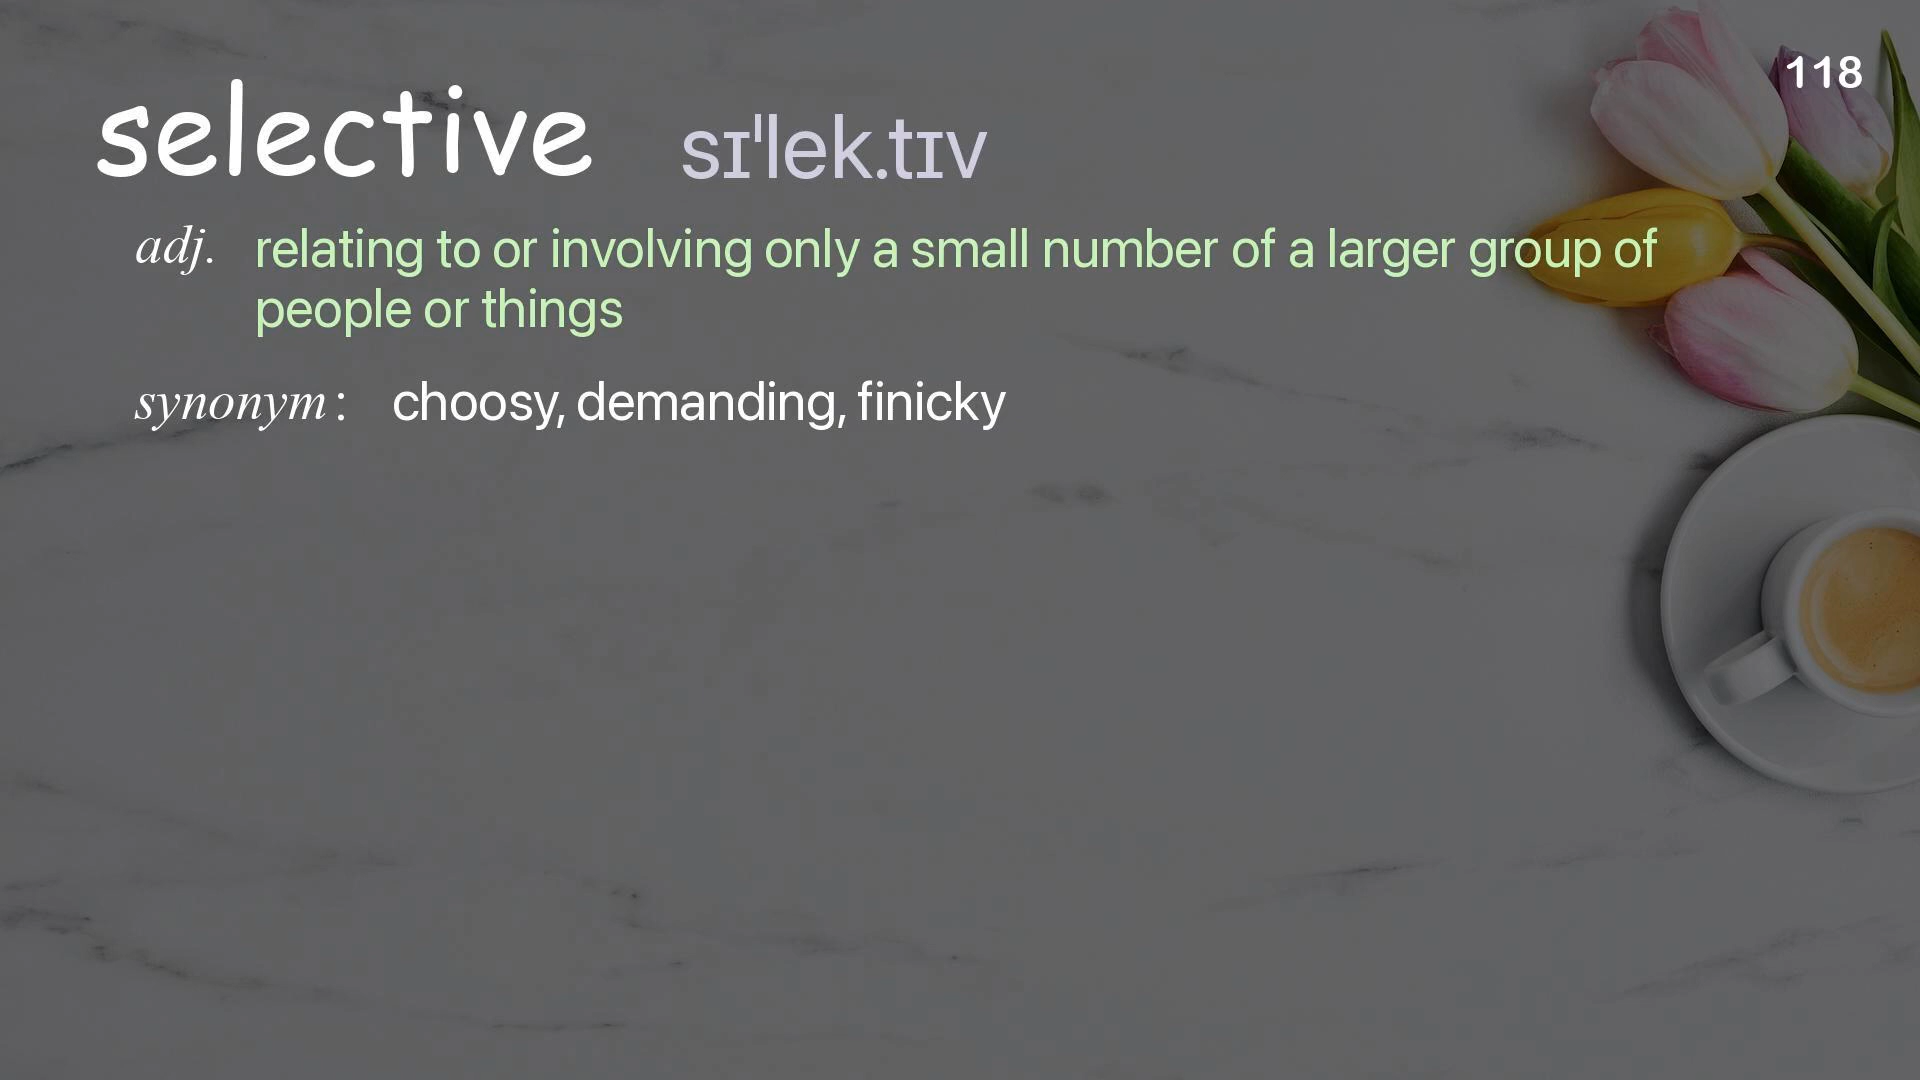 118
selective sɪˈlek.tɪv
adj. relating to or involving only a small number of a larger group of
people or things
synonym: choosy, demanding, finicky